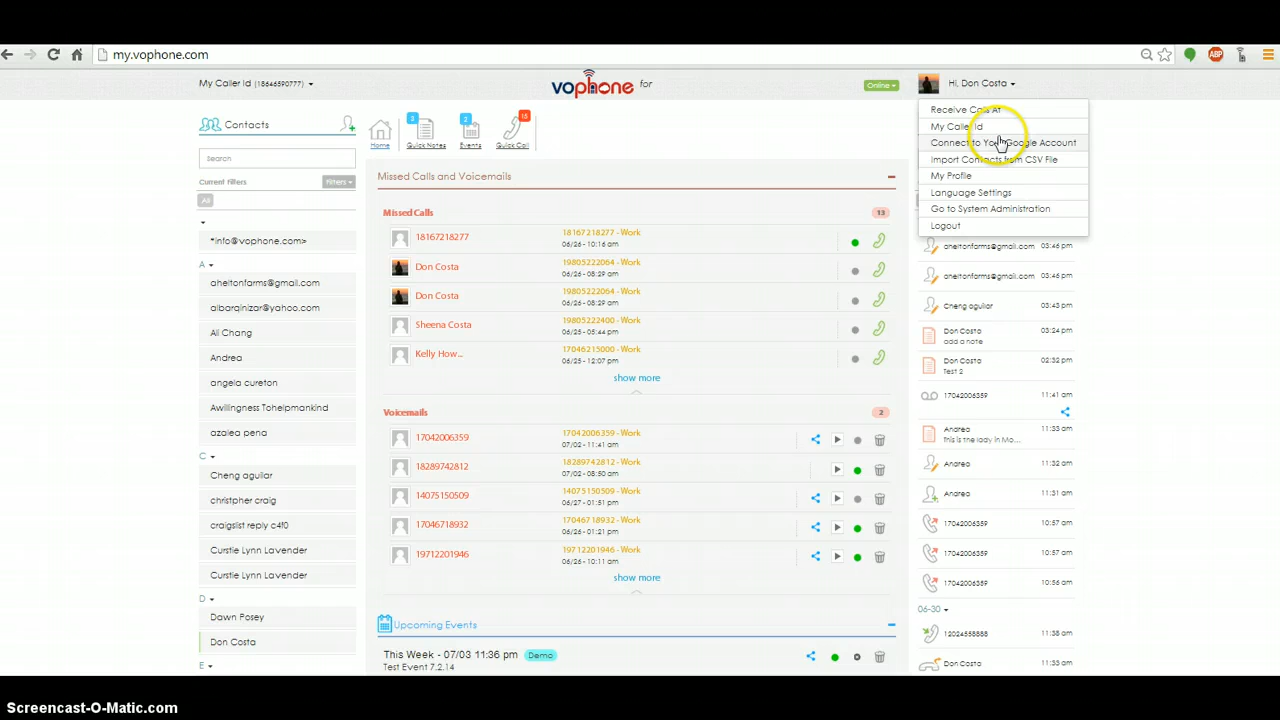 my.vophone.com
ABP
My Caller Id (18646590777)
vophone for
Online
Hi, Don Costa
Contacts
Search
Current Filters
Filters
All
*info@vophone.com>
A
aheltonfarms@gmail.com
albarqinizar@yahoo.com
Ali Chang
Andrea
angela cureton
Awillingness Tohelpmankind
azalea pena
C
Cheng aguilar
christpher craig
craigslist reply c4f0
Curstie Lynn Lavender
Curstie Lynn Lavender
D
Dawn Posey
Don Costa
E
Home
2
Quick Notes
2
Events
15
Quick Call
Missed Calls and Voicemails
Missed Calls
13
18167218277
18167218277 - Work
06/26 - 10:16 am
Don Costa
19805222064 - Work
06/26 - 08:29 am
Don Costa
19805222064 - Work
06/26 - 08:29 am
Sheena Costa
19805222400 - Work
06/25 - 05:44 pm
Kelly How...
17046215000 - Work
06/25 - 12:07 pm
show more
Voicemails
2
17042006359
17042006359 - Work
07/02 - 11:41 am
18289742812
18289742812 - Work
07/02 - 08:50 am
14075150509
14075150509 - Work
06/27 - 01:51 pm
17046718932
17046718932 - Work
06/26 - 01:21 pm
19712201946
19712201946 - Work
06/26 - 10:11 am
show more
Upcoming Events
This Week - 07/03 11:36 pm
Demo
Test Event 7.2.14
Receive Calls At
My Caller Id
Connect to Your Google Account
Import Contacts from CSV File
My Profile
Language Settings
Go to System Administration
Logout
aheltonfarms@gmail.com 03:46 pm
aheltonfarms@gmail.com 03:46 pm
Cheng aguilar 03:43 pm
Don Costa 03:24 pm
add a note
Don Costa 02:32 pm
Test 2
17042006359 11:41 am
Andrea 11:33 am
This is the lady in Mo...
Andrea 11:32 am
Andrea 11:31 am
17042006359 10:57 am
17042006359 10:57 am
17042006359 10:56 am
06-30
12024558888 11:38 am
Don Costa 11:33 am
Screencast-O-Matic.com